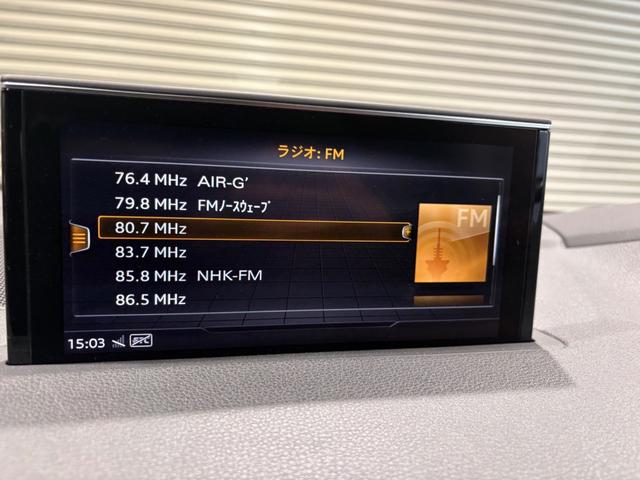 ラジオ: FM
76.4 MHz AIR-G'
79.8 MHz FMﾉｰｽｳｪｰﾌﾞ
80.7 MHz
83.7 MHz
85.8 MHz NHK-FM
86.5 MHz
FM
15:03 ETC